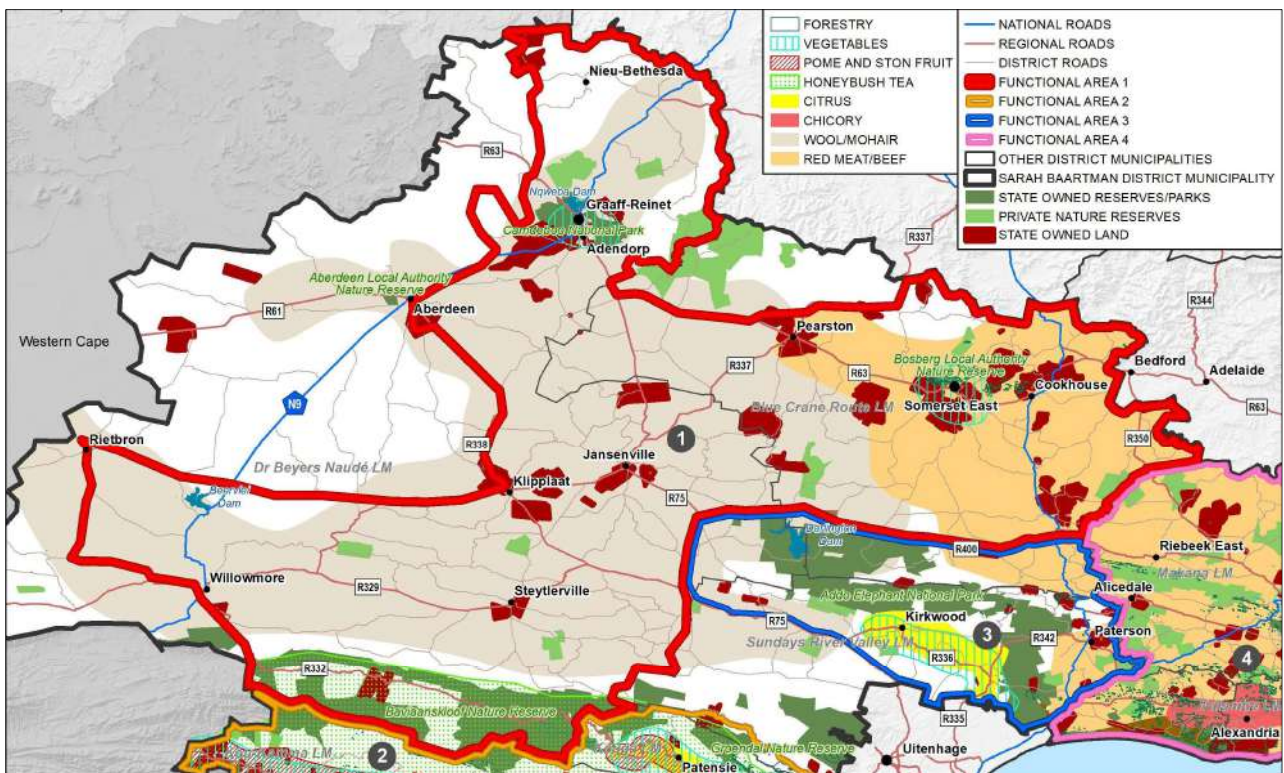 FORESTRY
VEGETABLES
POME AND STON FRUIT
HONEYBUSH TEA
CITRUS
CHICORY
WOOL/MOHAIR
RED MEAT/BEEF
NATIONAL ROADS
REGIONAL ROADS
DISTRICT ROADS
FUNCTIONAL AREA 1
FUNCTIONAL AREA 2
FUNCTIONAL AREA 3
FUNCTIONAL AREA 4
OTHER DISTRICT MUNICIPALITIES
SARAH BAARTMAN DISTRICT MUNICIPALITY
STATE OWNED RESERVES/PARKS
PRIVATE NATURE RESERVES
STATE OWNED LAND
Nieu-Bethesda
R63
Nqweba Dam
Graaff-Reinet
Camdeboo National Park
Adendorp
R337
R344
Aberdeen Local Authority
Nature Reserve
Aberdeen
R61
Western Cape
Pearston
Bedford
Adelaide
R63
R337
R63
Bosberg Local Authority
Nature Reserve
Cookhouse
Somerset East
Blue Crane Route LM
N9
1
R350
Rietbron
R338
Dr Beyers Naudé LM
Jansenville
Klipplaat
R75
Beervlei
Dam
Darlington
Dam
R400
Riebeek East
Makana LM
Willowmore
R329
Steytlerville
Addo Elephant National Park
Alicedale
Kirkwood
R75
Sundays River Valley LM
3
R342
Paterson
R336
4
R332
Baviaanskloof Nature Reserve
R335
Alexandria
2
Groendal Nature Reserve
Patensie
Uitenhage